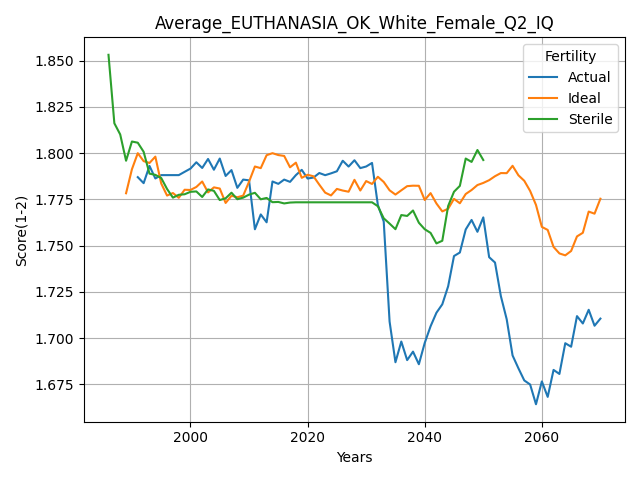 Average_EUTHANASIA_OK_White_Female_Q2_IQ
Fertility
Actual
Ideal
Sterile
Score(1-2)
1.850
1.825
1.800
1.775
1.750
1.725
1.700
1.675
2000
2020
2040
2060
Years